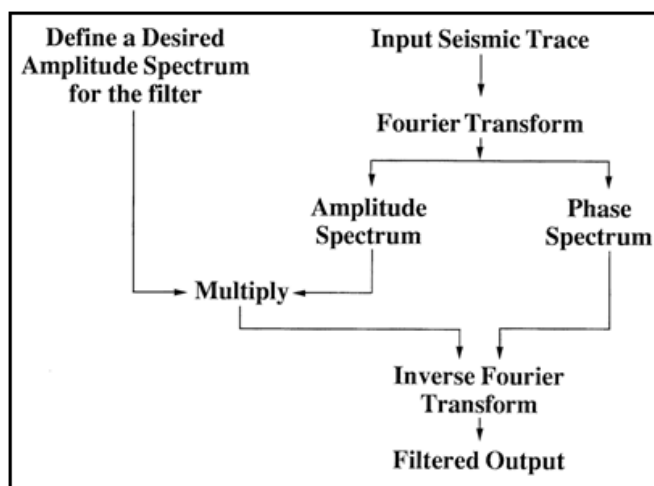 Define a Desired
Amplitude Spectrum
for the filter
Input Seismic Trace
Fourier Transform
Amplitude
Spectrum
Phase
Spectrum
Multiply
Inverse Fourier
Transform
Filtered Output